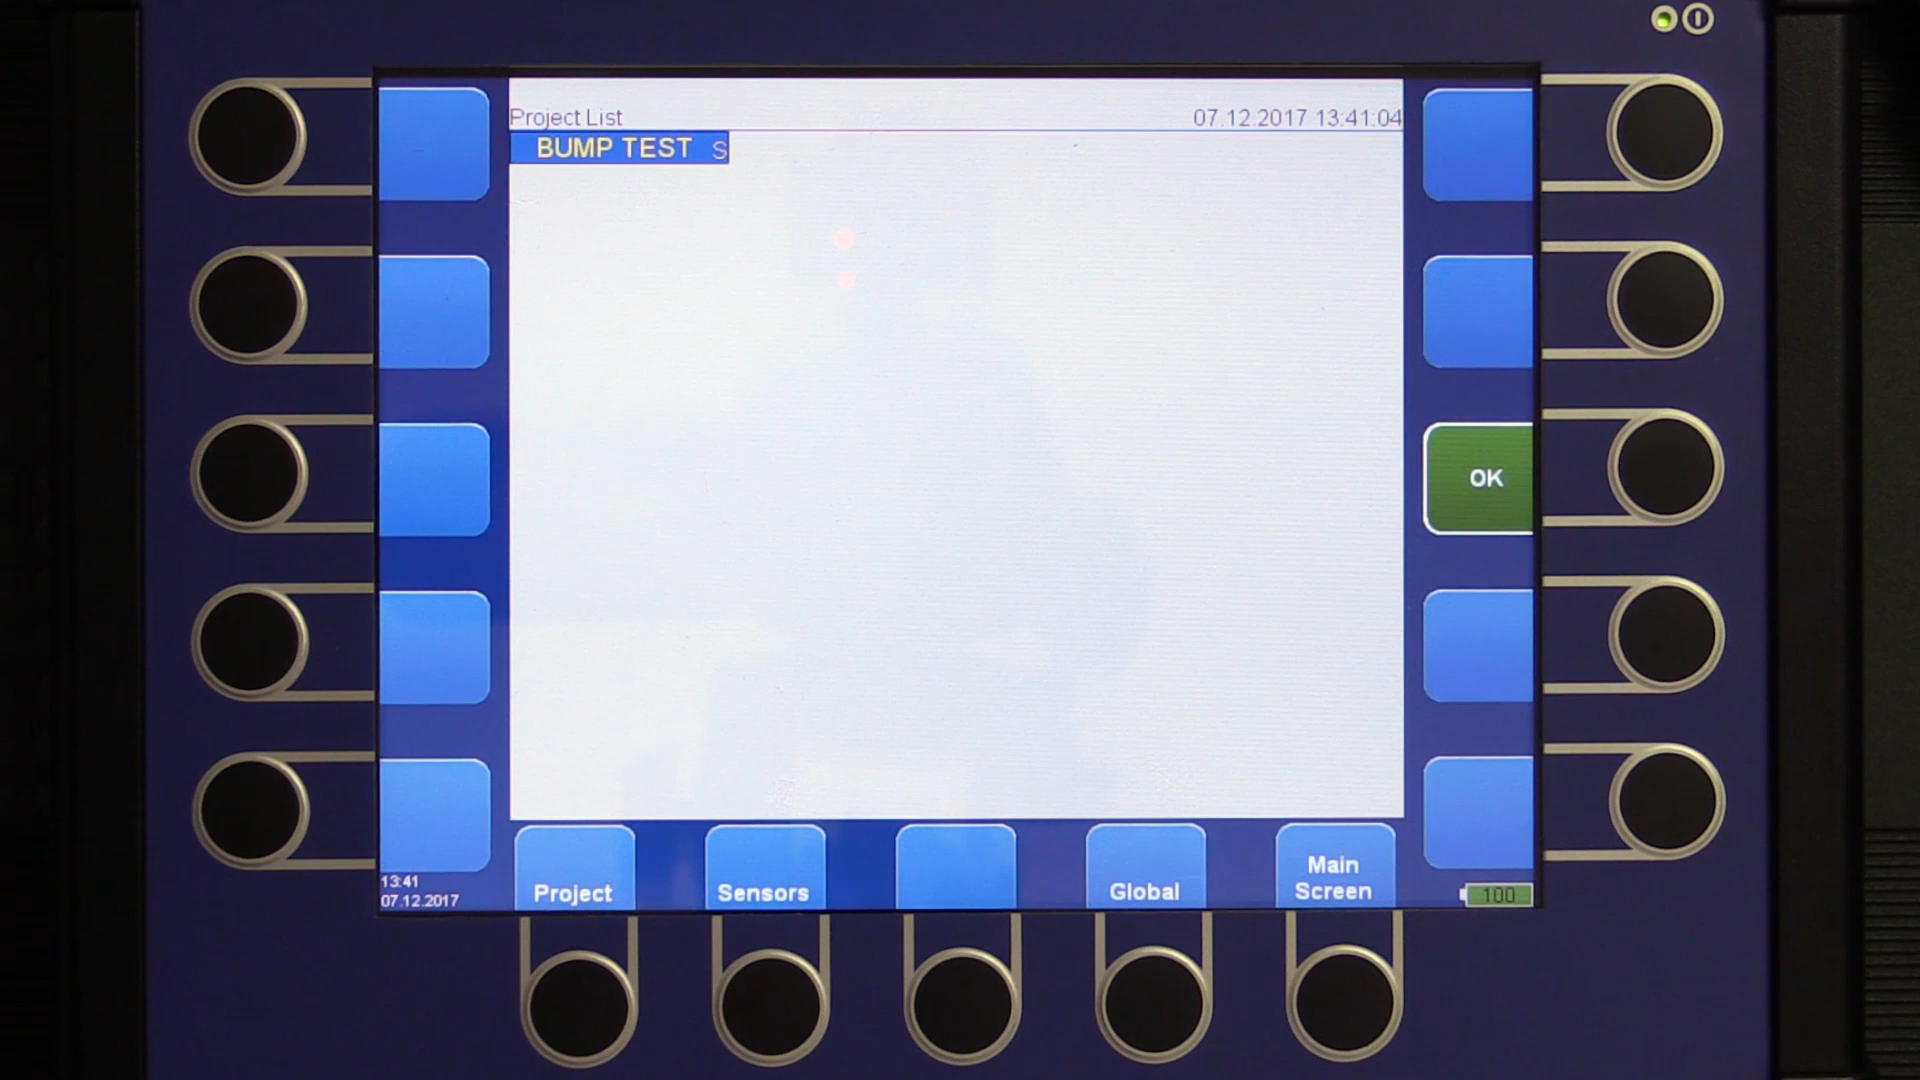 Project List
07.12.2017 13:41:04
BUMP TEST S
OK
13:41
07.12.2017
Project
Sensors
Global
Main
Screen
100